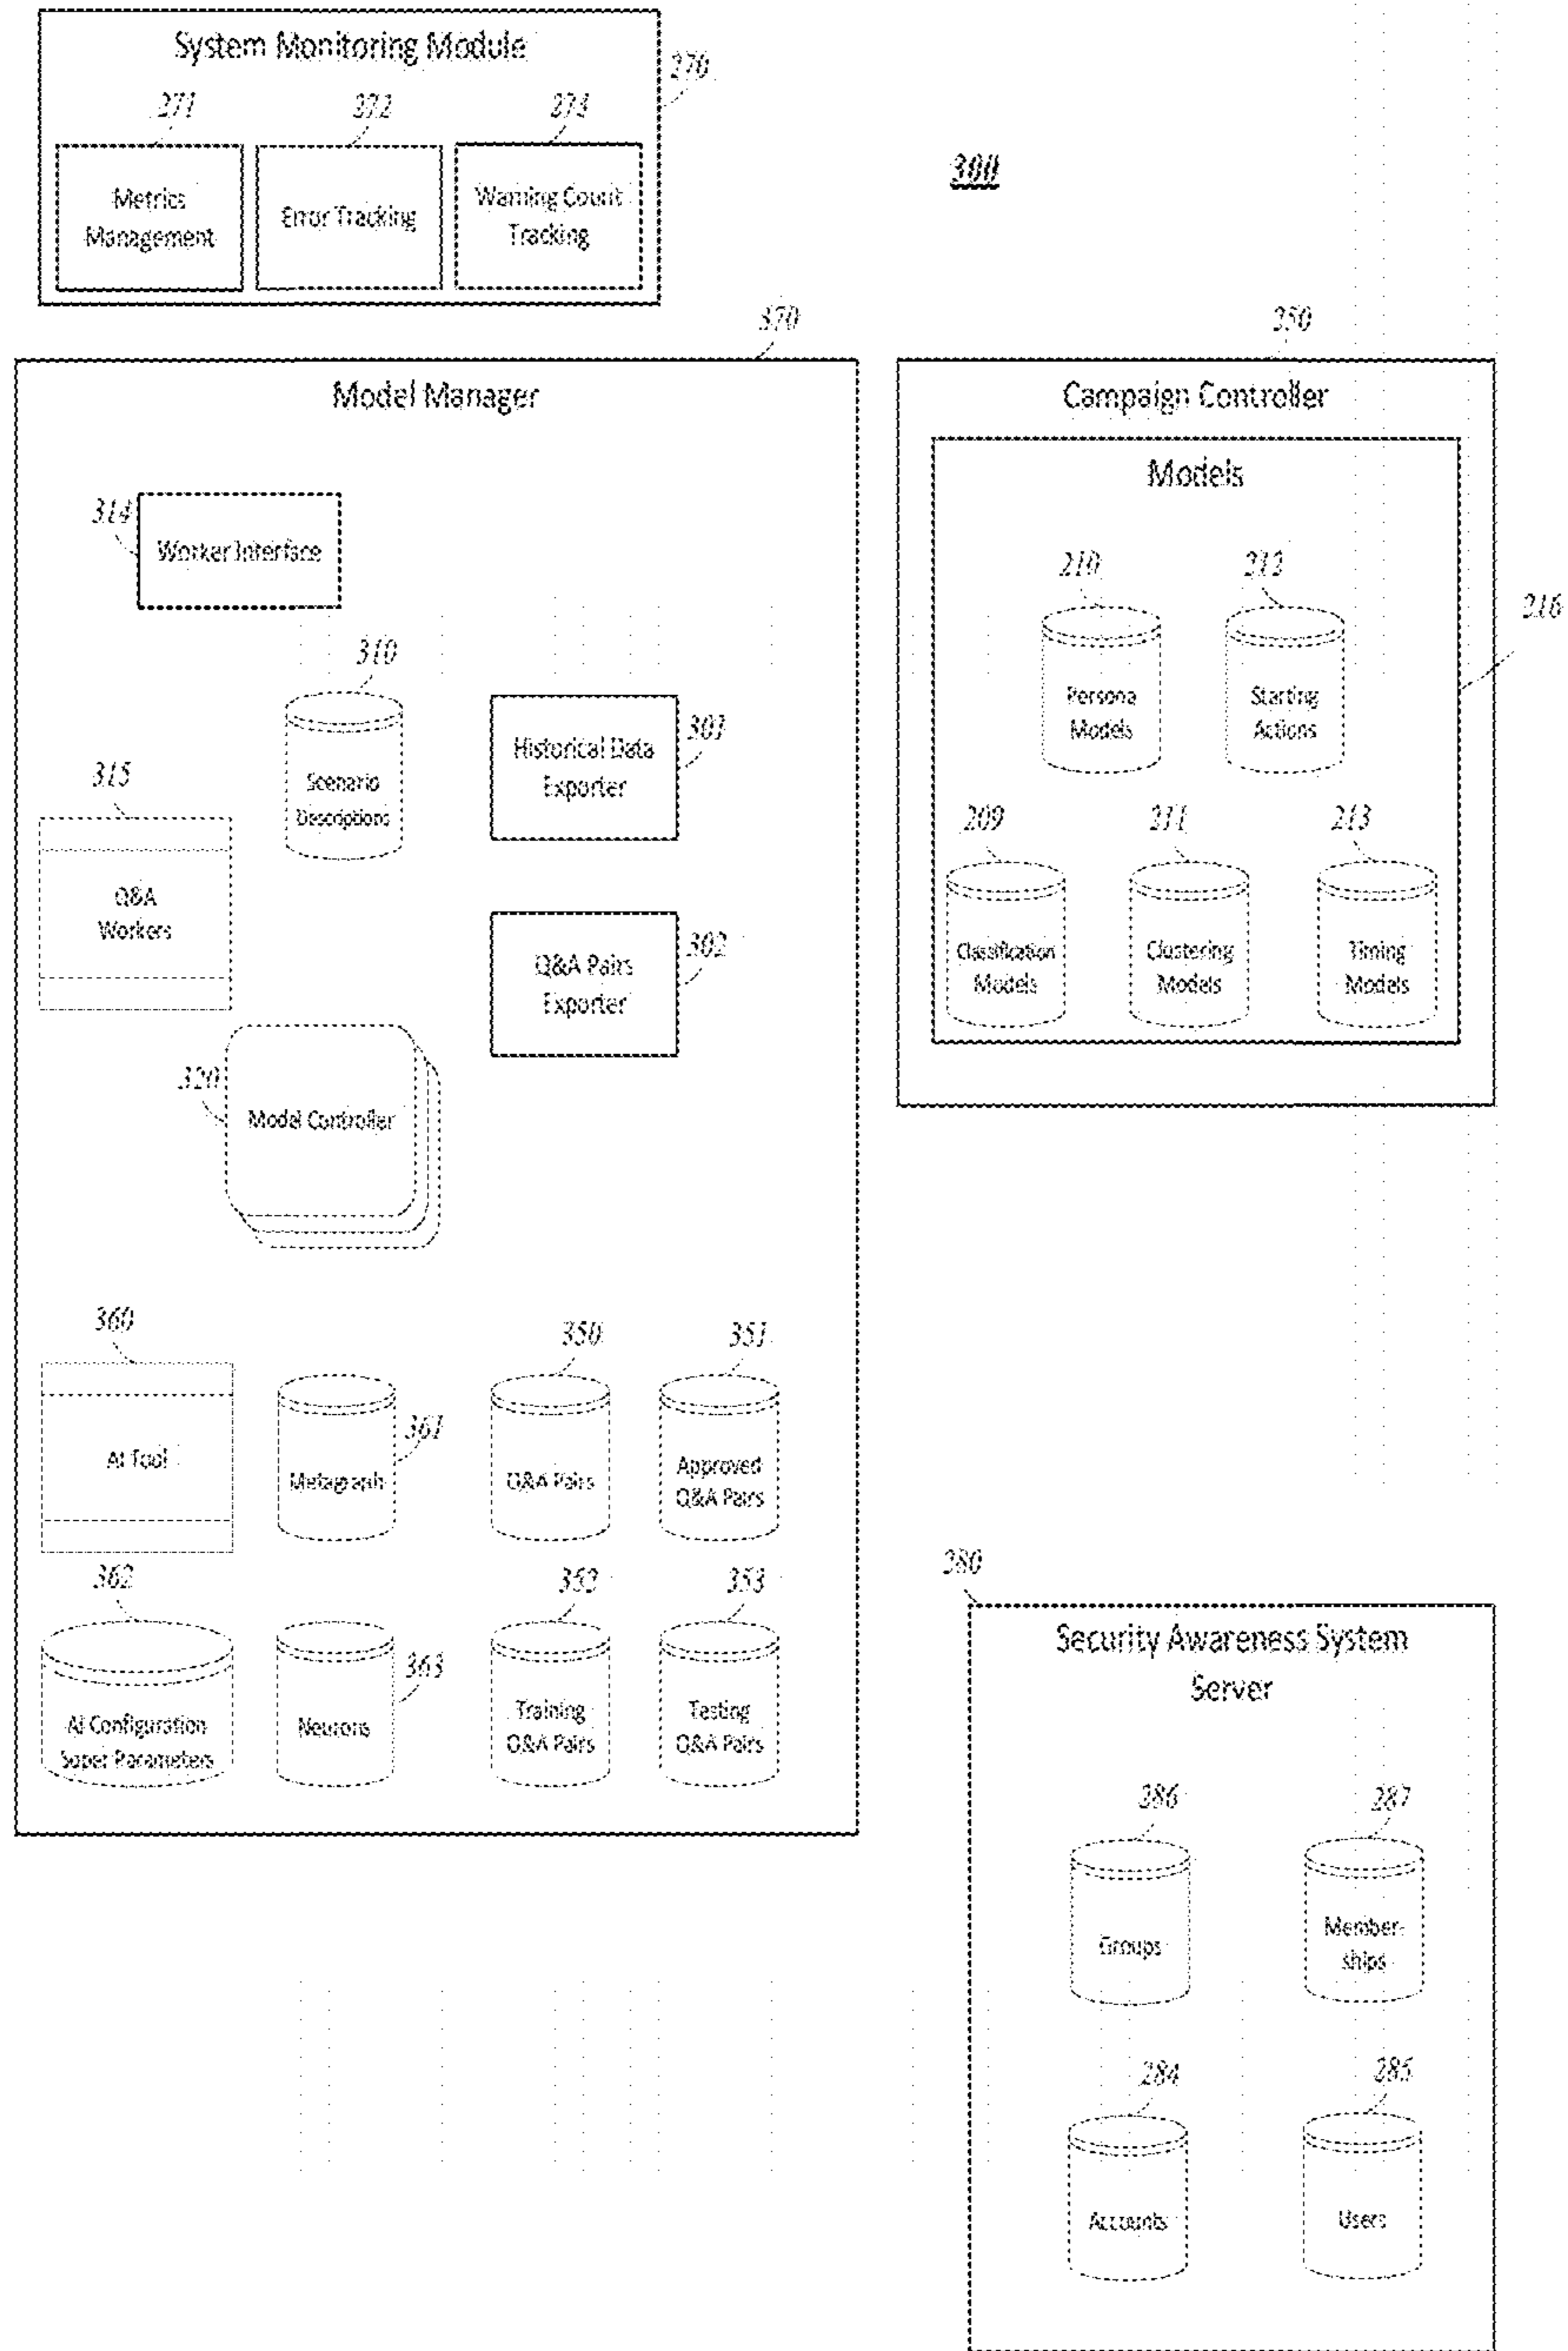 System Monitoring Module
270
271
272
273
Metrics
Management
Error Tracking
Warning Count
Tracking
300
370
Model Manager
314
Worker Interface
310
Scenario
Descriptions
301
Historical Data
Exporter
315
Q&A
Workers
302
Q&A Pairs
Exporter
320
Model Controller
360
AI Tool
361
Metagraph
350
Q&A Pairs
351
Approved
Q&A Pairs
362
AI Configuration
Super Parameters
363
Neurons
352
Training
Q&A Pairs
353
Testing
Q&A Pairs
250
Campaign Controller
Models
216
210
Persona
Models
212
Starting
Actions
209
Classification
Models
211
Clustering
Models
213
Timing
Models
280
Security Awareness System
Server
286
Groups
287
Member-
ships
284
Accounts
285
Users